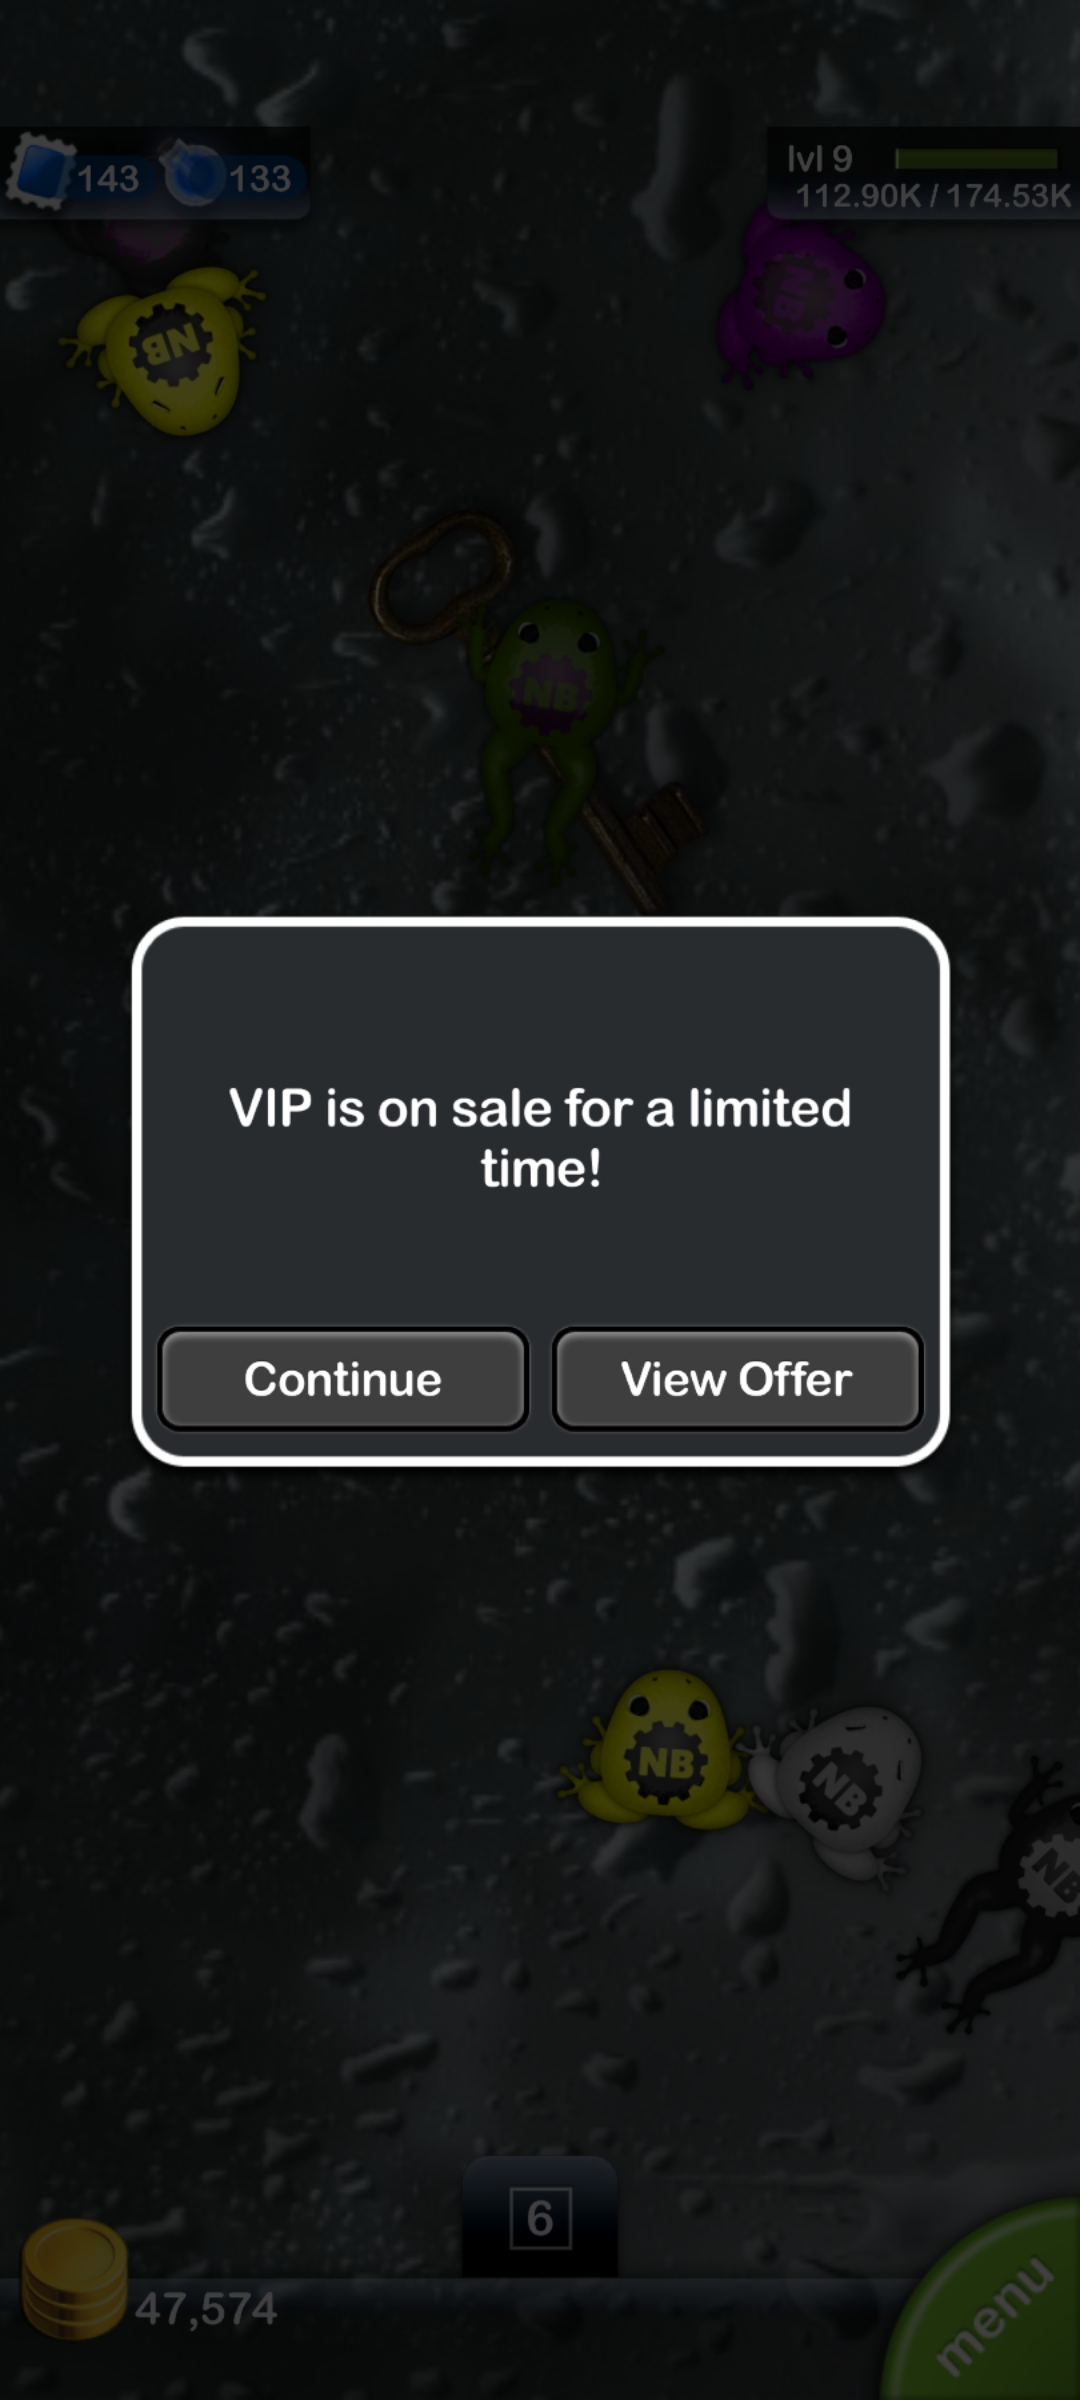 143 133
lvl 9
112.90K / 174.53K
NB
NB
NB
VIP is on sale for a limited
time!
Continue View Offer
NB
NB
NB
6
47,574
menu